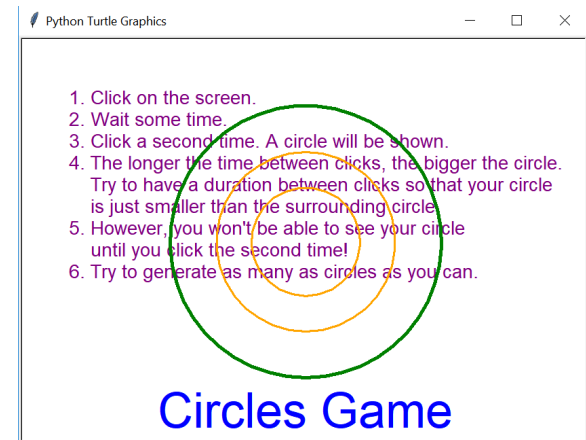 Python Turtle Graphics
1. Click on the screen.
2. Wait some time.
3. Click a second time. A circle will be shown.
4. The longer the time between clicks, the bigger the circle.
Try to have a duration between clicks so that your circle
is just smaller than the surrounding circle.
5. However, you won't be able to see your circle
until you click the second time!
6. Try to generate as many as circles as you can.
Circles Game